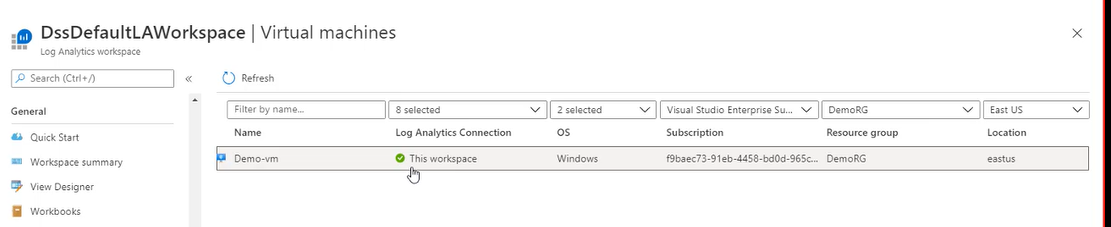 DssDefaultLAWorkspace | Virtual machines
Log Analytics workspace
Search (Ctrl+/)
«
Refresh
General
Filter by name...
8 selected
2 selected
Visual Studio Enterprise Su...
DemoRG
East US
Name
Log Analytics Connection
OS
Subscription
Resource group
Location
Quick Start
Demo-vm
This workspace
Windows
f9baec73-91eb-4458-bd0d-965c...
DemoRG
eastus
Workspace summary
View Designer
Workbooks